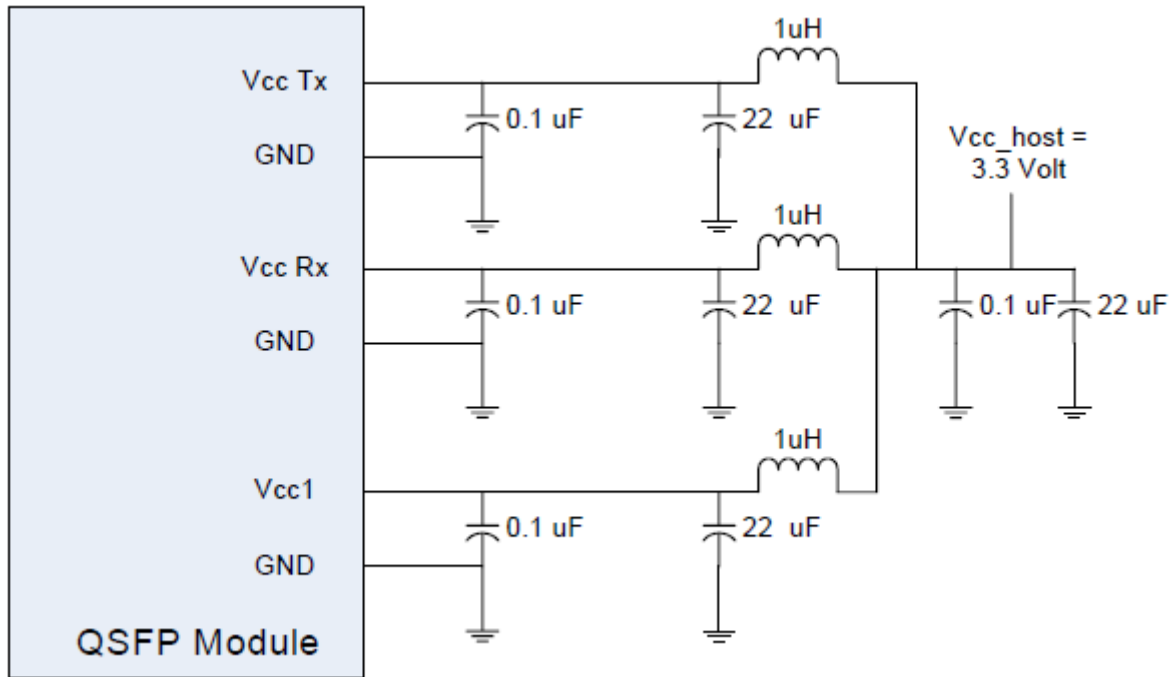 1uH
Vcc Tx
0.1 uF
22 uF
GND
Vcc_host =
3.3 Volt
1uH
Vcc Rx
0.1 uF
22 uF
0.1 uF
22 uF
GND
1uH
Vcc1
0.1 uF
22 uF
GND
QSFP Module